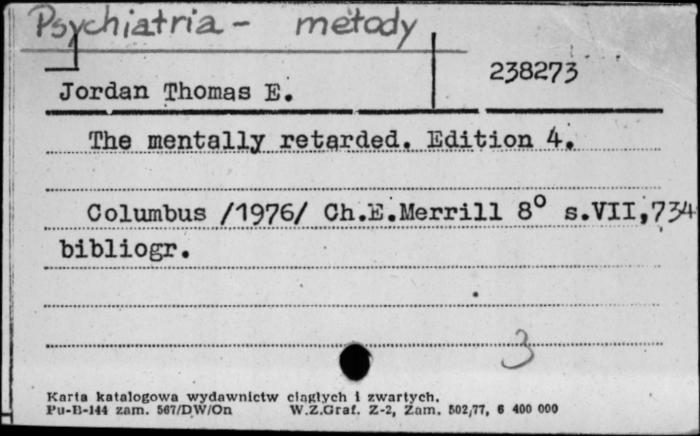 Psychiatria - metody
238273
Jordan Thomas E.
The mentally retarded. Edition 4.
Columbus /1976/ Ch.E.Merrill 8° s.VII,734
bibliogr.
3
Karta katalogowa wydawnictw ciągłych i zwartych.
Pu-B-144 zam. 567/DW/On W.Z.Graf. Z-2, Zam. 502/77, 6 400 000